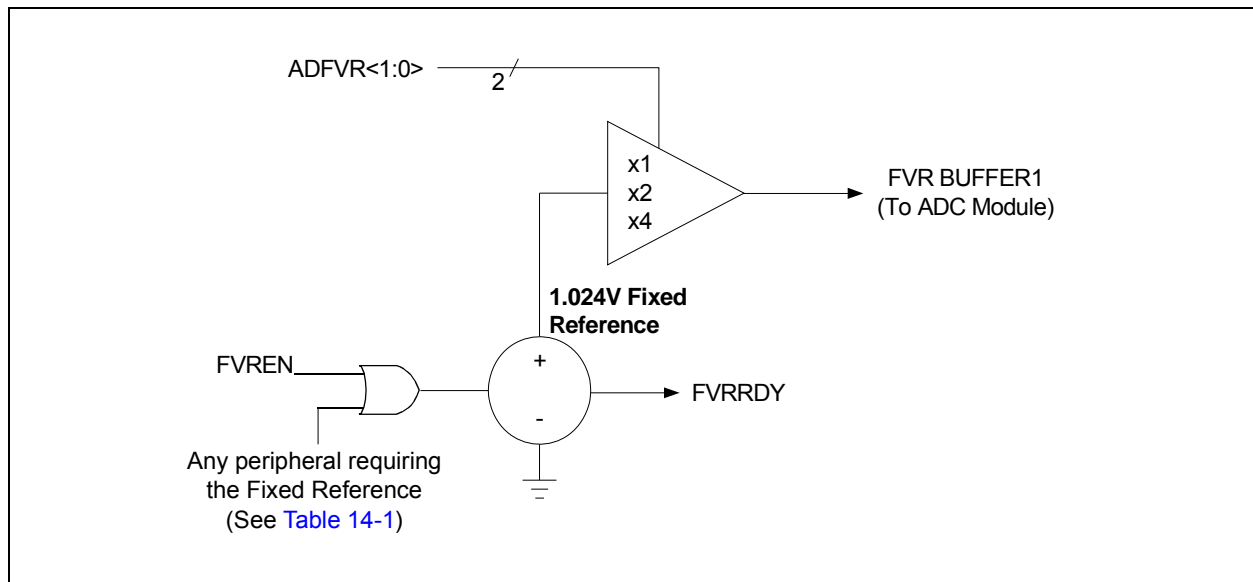 ADFVR<1:0>
2
x1
x2
x4
FVR BUFFER1
(To ADC Module)
1.024V Fixed
Reference
FVREN
+
-
FVRRDY
Any peripheral requiring
the Fixed Reference
(See Table 14-1)